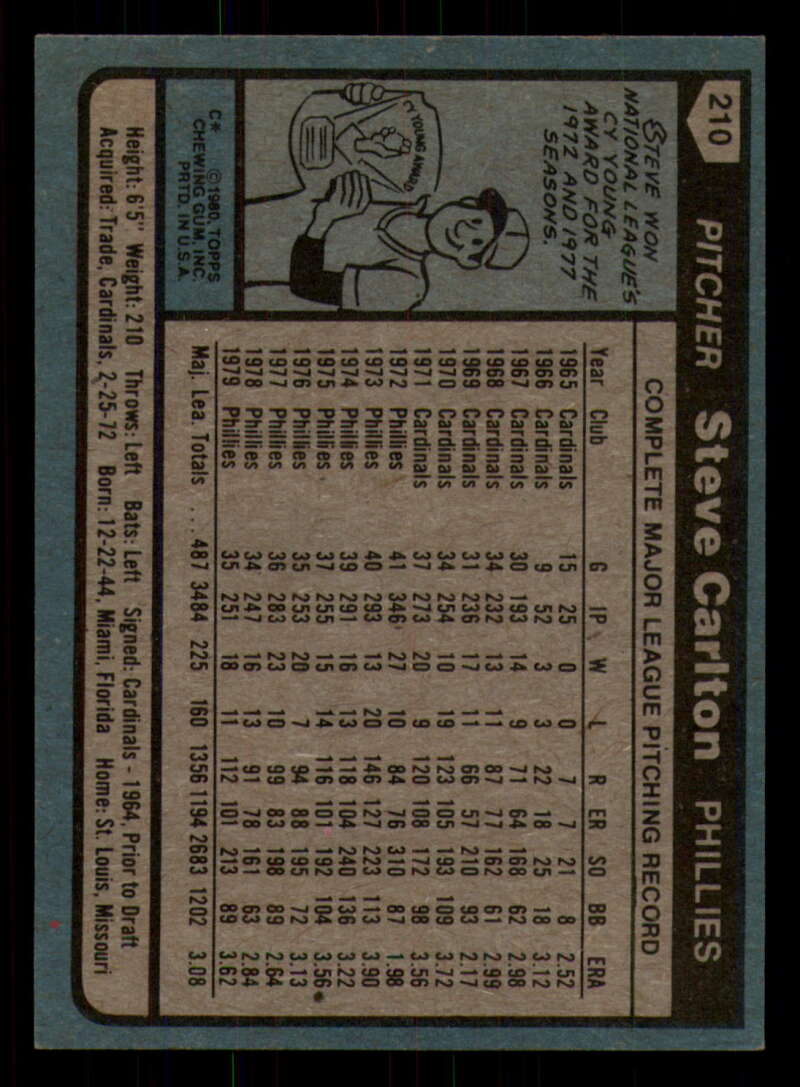 210 PITCHER Steve Carlton PHILLIES
STEVE WON
NATIONAL LEAGUE'S
CY YOUNG
AWARD FOR THE
1972 AND 1977
SEASONS.
CY YOUNG AWARD
C* © 1980, TOPPS
CHEWING GUM, INC.
PRTD. IN U.S.A.
COMPLETE MAJOR LEAGUE PITCHING RECORD
Year Club G IP W L R ER SO BB ERA
1965 Cardinals 15 25 0 0 7 7 21 8 2.52
1966 Cardinals 9 52 3 3 22 18 25 18 3.12
1967 Cardinals 30 193 14 9 71 64 168 62 2.98
1968 Cardinals 34 232 13 11 87 77 162 61 2.99
1969 Cardinals 31 236 17 11 66 57 210 93 2.17
1970 Cardinals 34 254 10 19 123 105 193 109 3.72
1971 Cardinals 37 273 20 9 120 108 172 98 3.56
1972 Phillies 41 346 27 10 84 76 310 87 1.98
1973 Phillies 40 293 13 20 146 127 223 113 3.90
1974 Phillies 39 291 16 13 118 104 240 136 3.22
1975 Phillies 37 255 15 14 116 101 192 104 3.56
1976 Phillies 35 253 20 7 94 88 195 72 3.13
1977 Phillies 36 283 23 10 99 83 198 89 2.64
1978 Phillies 34 247 16 13 91 78 161 63 2.84
1979 Phillies 35 251 18 11 112 101 213 89 3.62
Maj. Lea. Totals ... 487 3484 225 160 1356 1194 2683 1202 3.08
Height: 6'5" Weight: 210 Throws: Left Bats: Left Signed: Cardinals - 1964, Prior to Draft
Acquired: Trade, Cardinals, 2-25-72 Born: 12-22-44, Miami, Florida Home: St. Louis, Missouri